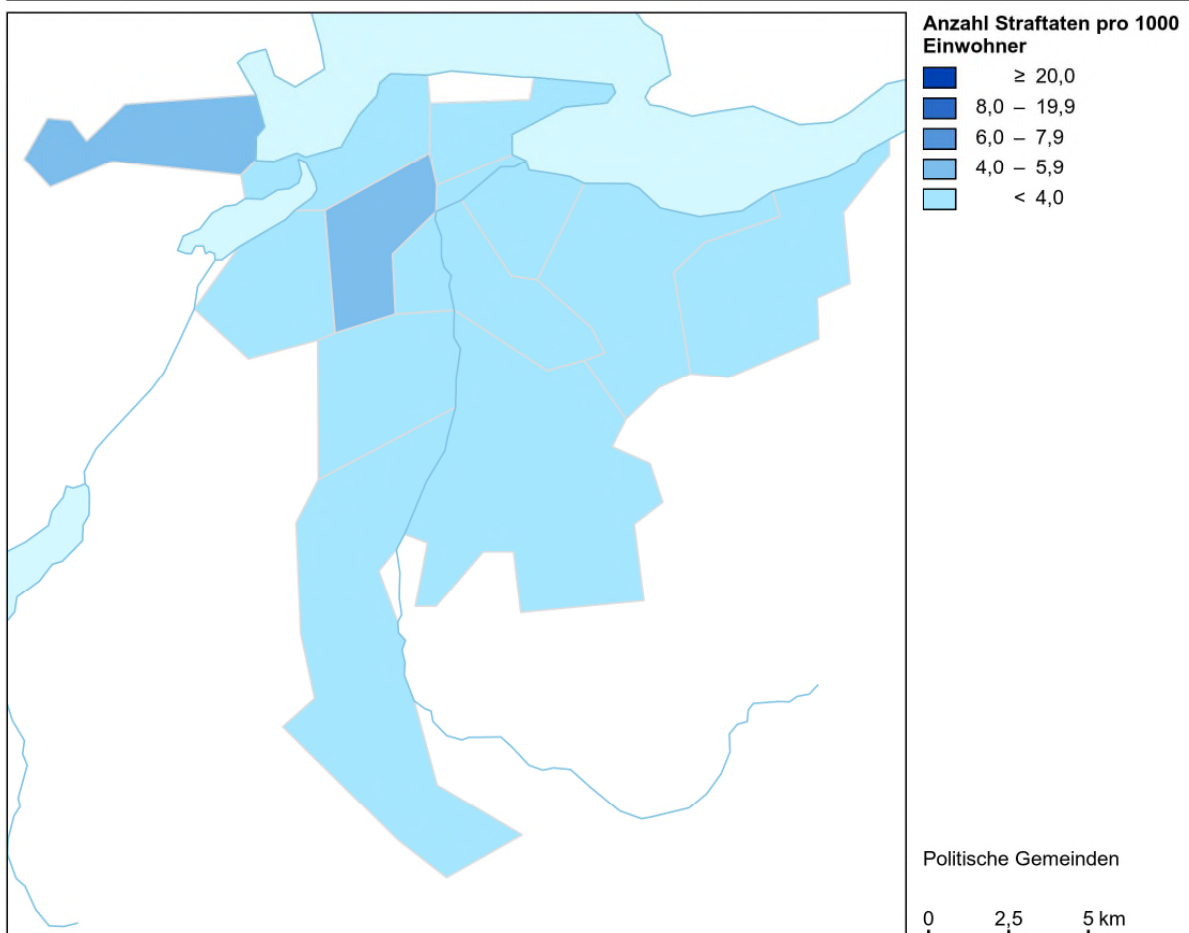 Anzahl Straftaten pro 1000
Einwohner
≥ 20,0
8,0 – 19,9
6,0 – 7,9
4,0 – 5,9
< 4,0
Politische Gemeinden
0 2,5 5 km